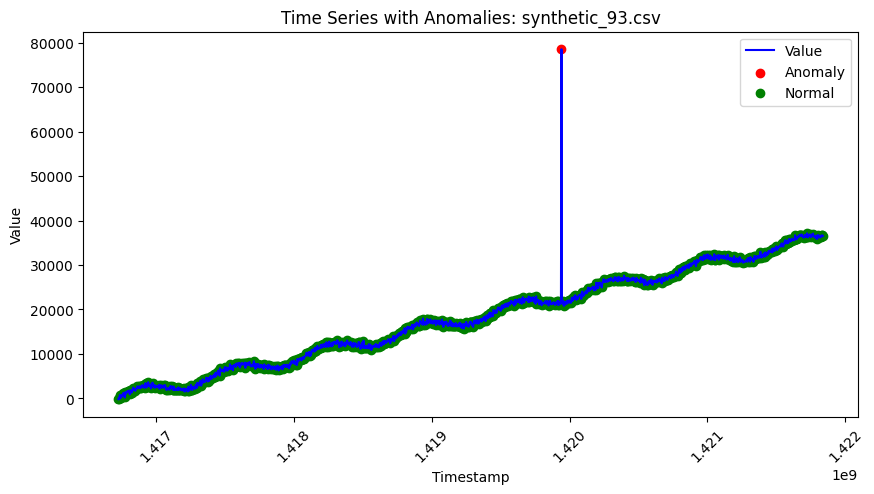 Time Series with Anomalies: synthetic_93.csv
80000
70000
60000
50000
40000
30000
20000
10000
0
Value
Value
Anomaly
Normal
1.417
1.418
1.419
1.420
1.421
1.422
1e9
Timestamp